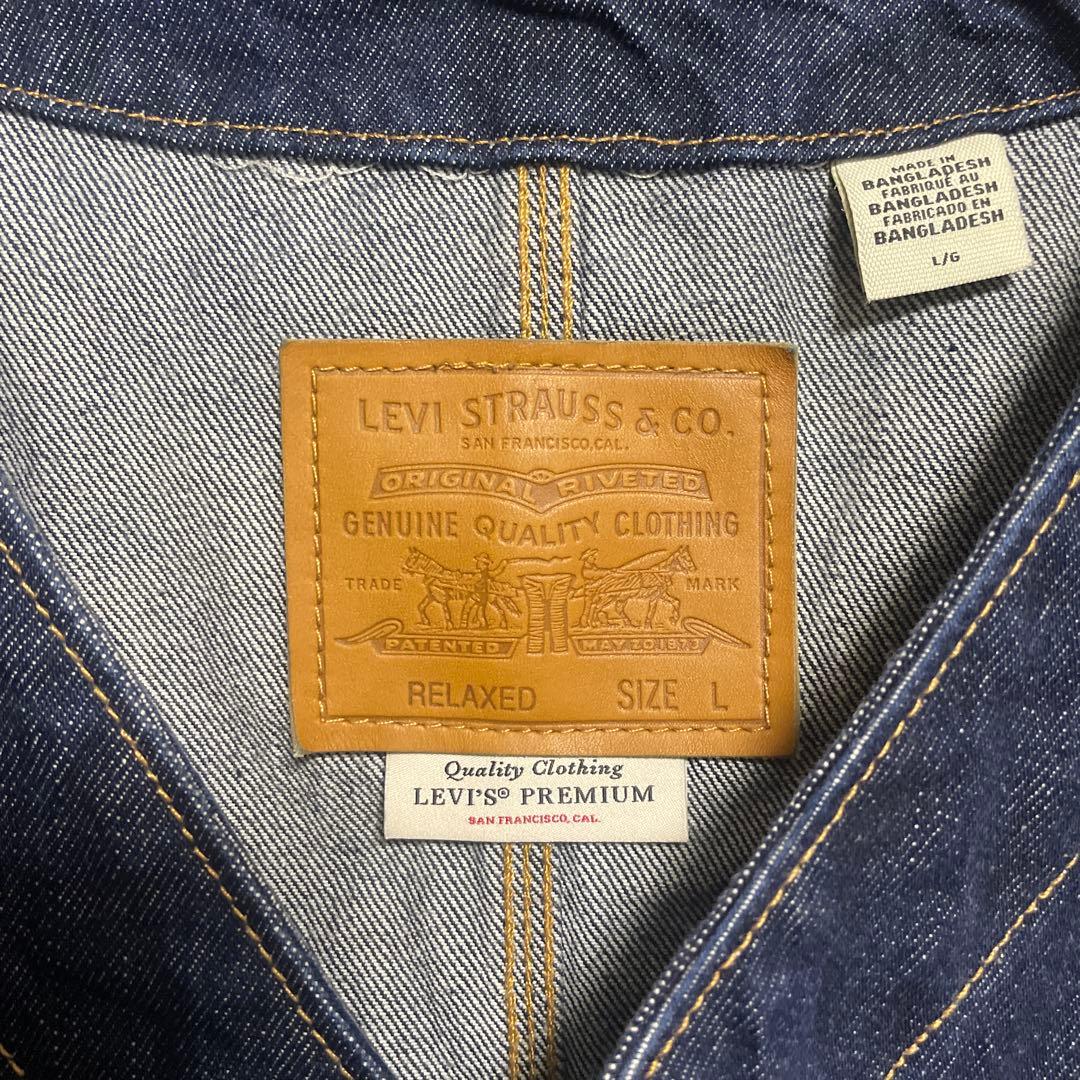 MADE IN
BANGLADESH
FABRIQUÉ AU
BANGLADESH
FABRICADO EN
BANGLADESH
L/G
LEVI STRAUSS & CO.
SAN FRANCISCO, CAL.
ORIGINAL RIVETED
GENUINE QUALITY CLOTHING
TRADE MARK
PATENTED MAY 20 1873
RELAXED SIZE L
Quality Clothing
LEVI'S® PREMIUM
SAN FRANCISCO, CAL.